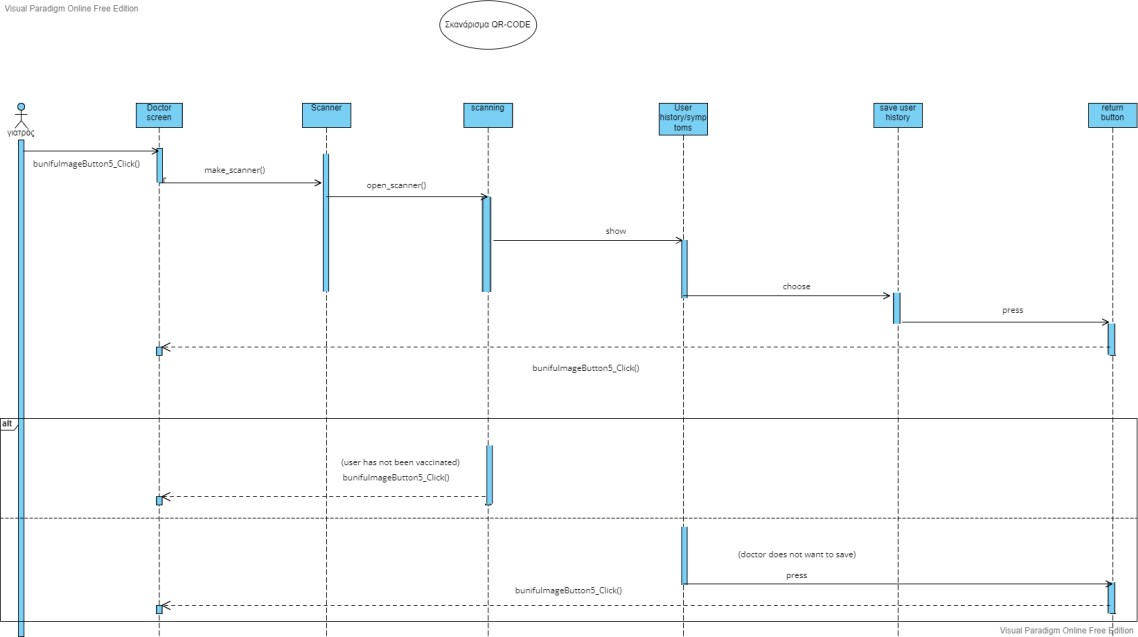 Visual Paradigm Online Free Edition
Σκανάρισμα QR-CODE
γιατρός
Doctor
screen
Scanner
scanning
User
history/symp
toms
save user
history
return
button
bunifuImageButton5_Click()
make_scanner()
open_scanner()
show
choose
press
bunifuImageButton5_Click()
alt
(user has not been vaccinated)
bunifuImageButton5_Click()
(doctor does not want to save)
press
bunifuImageButton5_Click()
Visual Paradigm Online Free Edition